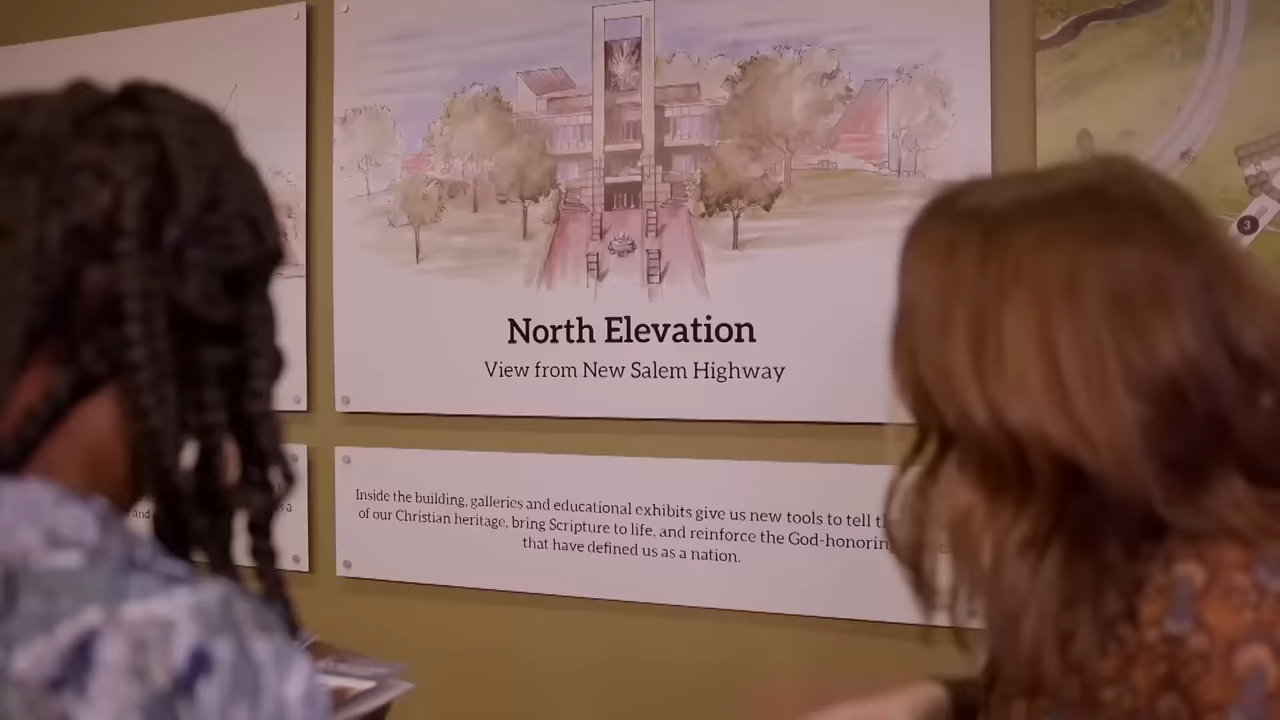 North Elevation
View from New Salem Highway
3
Inside the building, galleries and educational exhibits give us new tools to tell
of our Christian heritage, bring Scripture to life, and reinforce the God-honoring
that have defined us as a nation.